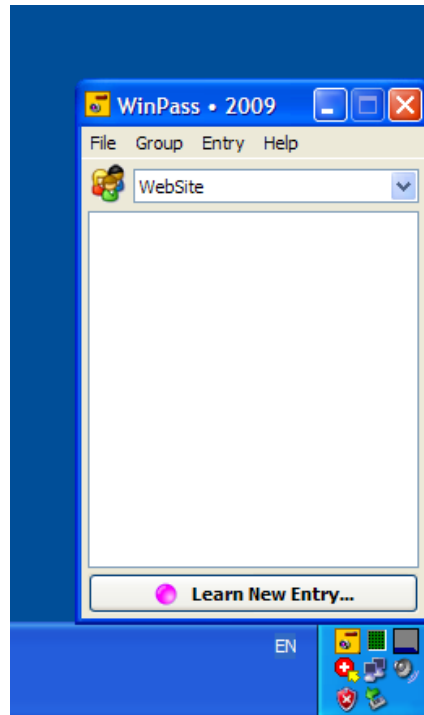 WinPass • 2009
File Group Entry Help
WebSite
Learn New Entry...
EN